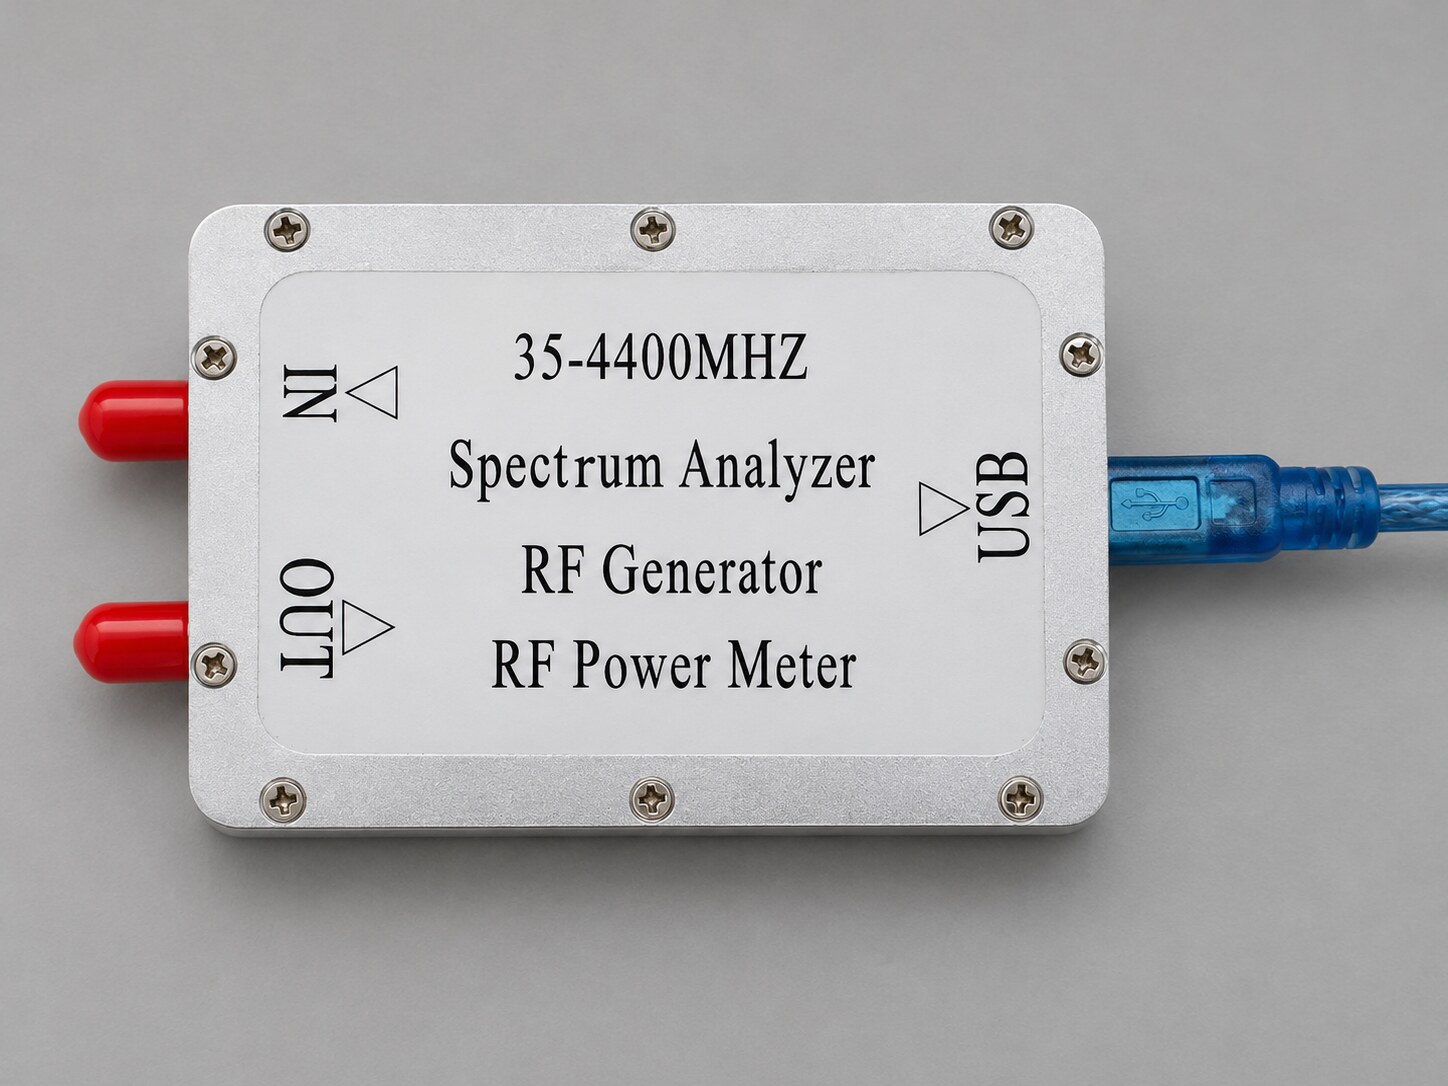 35-4400MHZ
Spectrum Analyzer
RF Generator
RF Power Meter
IN
OUT
USB